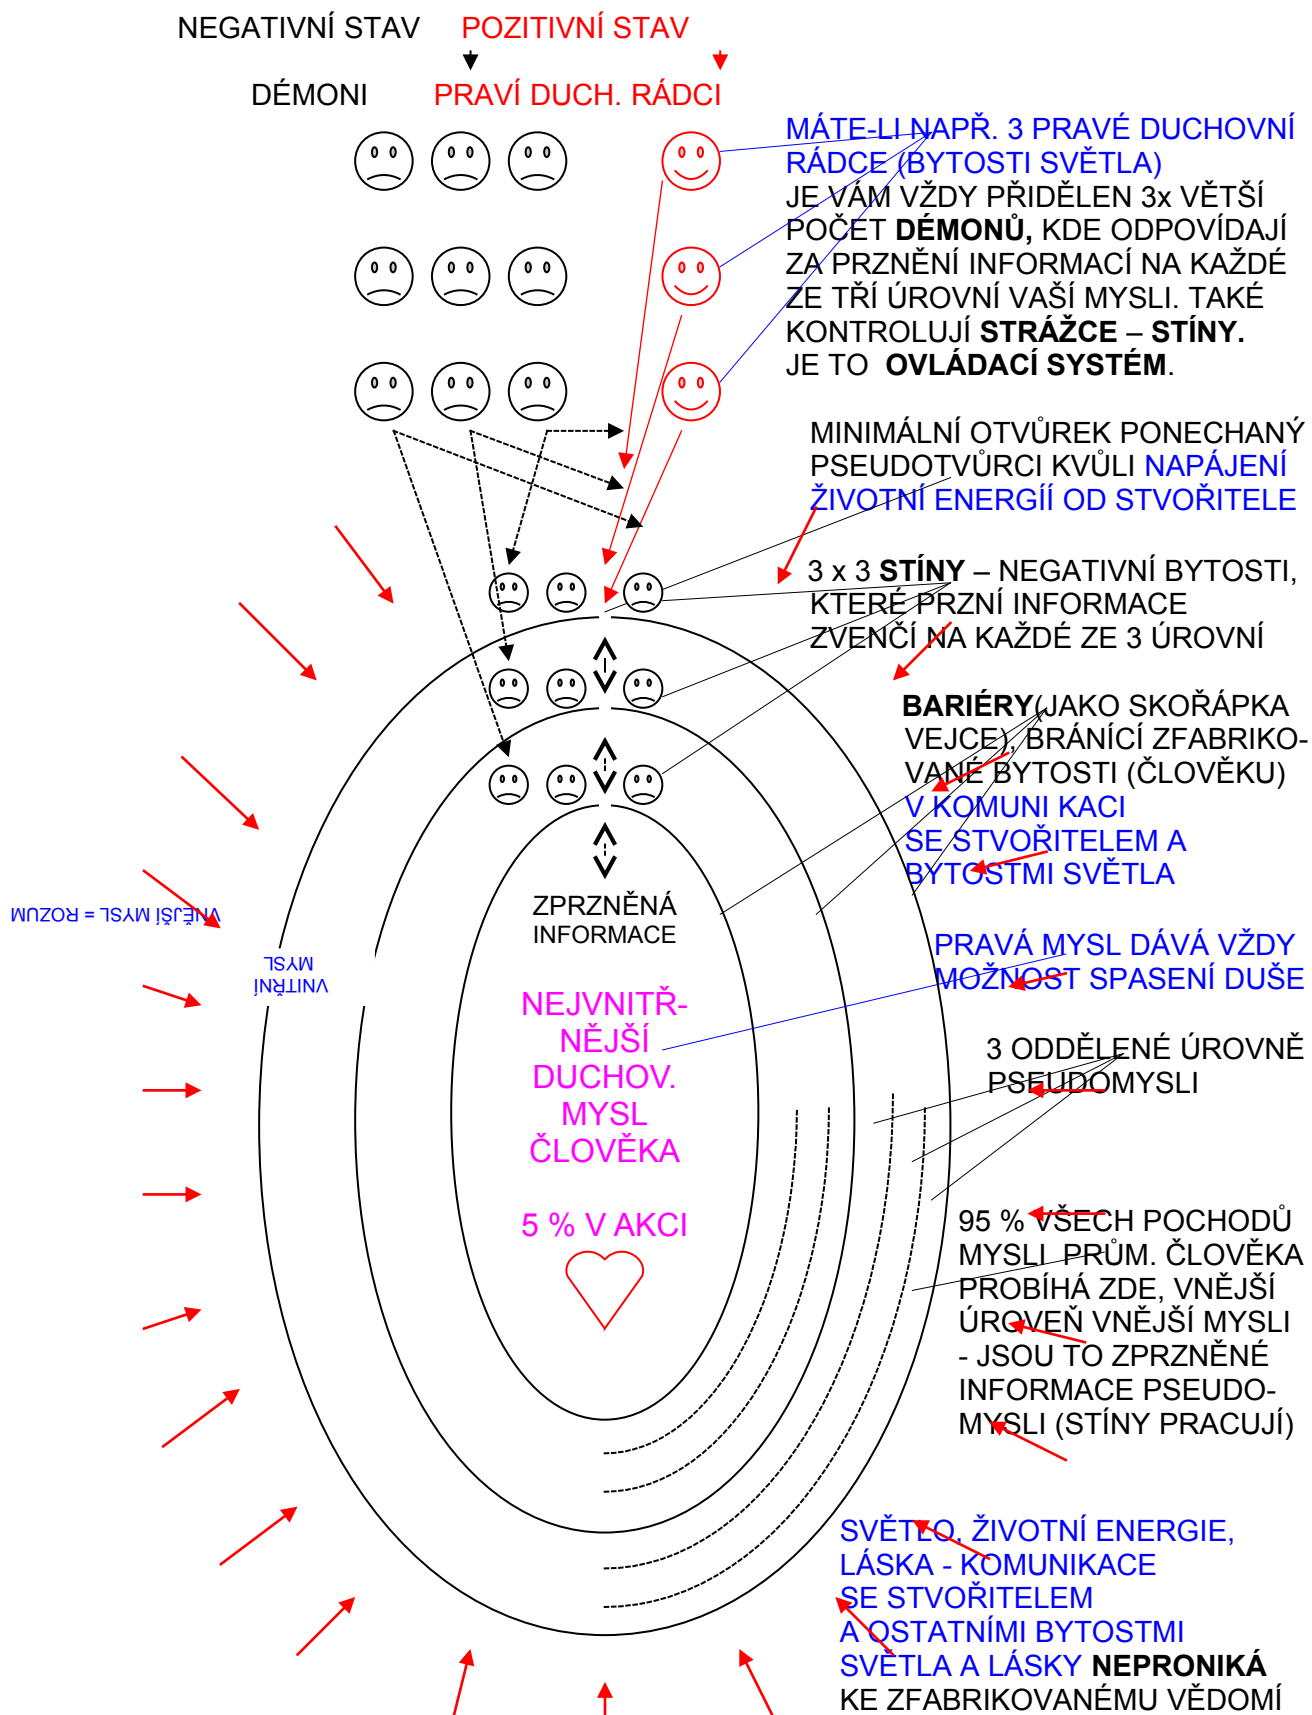 NEGATIVNÍ STAV POZITIVNÍ STAV
DÉMONI PRAVÍ DUCH. RÁDCI
MÁTE-LI NAPŘ. 3 PRAVÉ DUCHOVNÍ
RÁDCE (BYTOSTI SVĚTLA)
JE VÁM VŽDY PŘIDĚLEN 3x VĚTŠÍ
POČET DÉMONŮ, KDE ODPOVÍDAJÍ
ZA PRZNĚNÍ INFORMACÍ NA KAŽDÉ
ZE TŘÍ ÚROVNÍ VAŠÍ MYSLI. TAKÉ
KONTROLUJÍ STRÁŽCE – STÍNY.
JE TO OVLÁDACÍ SYSTÉM.
MINIMÁLNÍ OTVŮREK PONECHANÝ
PSEUDOTVŮRCI KVŮLI NAPÁJENÍ
ŽIVOTNÍ ENERGÍÍ OD STVOŘITELE
3 x 3 STÍNY – NEGATIVNÍ BYTOSTI,
KTERÉ PRZNÍ INFORMACE
ZVENČÍ NA KAŽDÉ ZE 3 ÚROVNÍ
BARIÉRY(JAKO SKOŘÁPKA
VEJCE), BRÁNÍCÍ ZFABRIKO-
VANÉ BYTOSTI (ČLOVĚKU)
V KOMUNI KACI
SE STVOŘITELEM A
BYTOSTMI SVĚTLA
ZPRZNĚNÁ
INFORMACE
VNĚJŠÍ MYSL = ROZUM
VNITŘNÍ
MYSL
PRAVÁ MYSL DÁVÁ VŽDY
MOŽNOST SPASENÍ DUŠE
NEJVNITŘ-
NĚJŠÍ
DUCHOV.
MYSL
ČLOVĚKA
5 % V AKCI
3 ODDĚLENÉ ÚROVNĚ
PSEUDOMYSLI
95 % VŠECH POCHODŮ
MYSLI PRŮM. ČLOVĚKA
PROBÍHÁ ZDE, VNĚJŠÍ
ÚROVEŇ VNĚJŠÍ MYSLI
- JSOU TO ZPRZNĚNÉ
INFORMACE PSEUDO-
MYSLI (STÍNY PRACUJÍ)
SVĚTLO, ŽIVOTNÍ ENERGIE,
LÁSKA - KOMUNIKACE
SE STVOŘITELEM
A OSTATNÍMI BYTOSTMI
SVĚTLA A LÁSKY NEPRONIKÁ
KE ZFABRIKOVANÉMU VĚDOMÍ